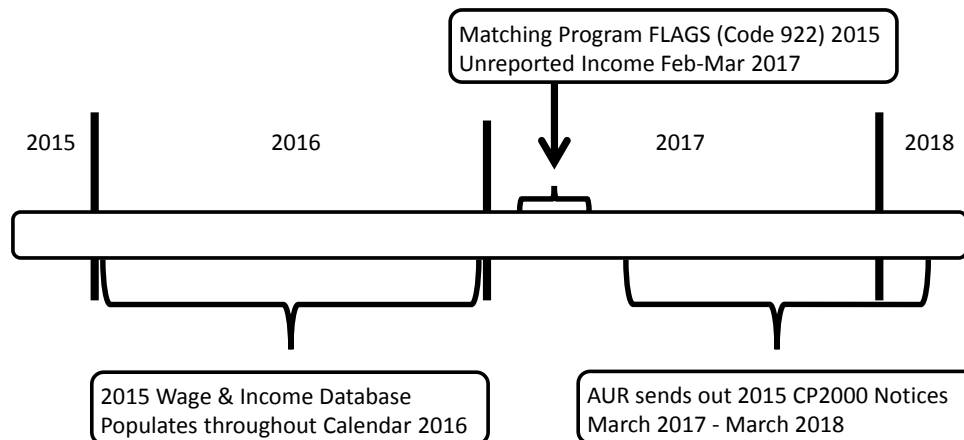 Matching Program FLAGS (Code 922) 2015
Unreported Income Feb-Mar 2017
2015
2016
2017
2018
2015 Wage & Income Database
Populates throughout Calendar 2016
AUR sends out 2015 CP2000 Notices
March 2017 - March 2018